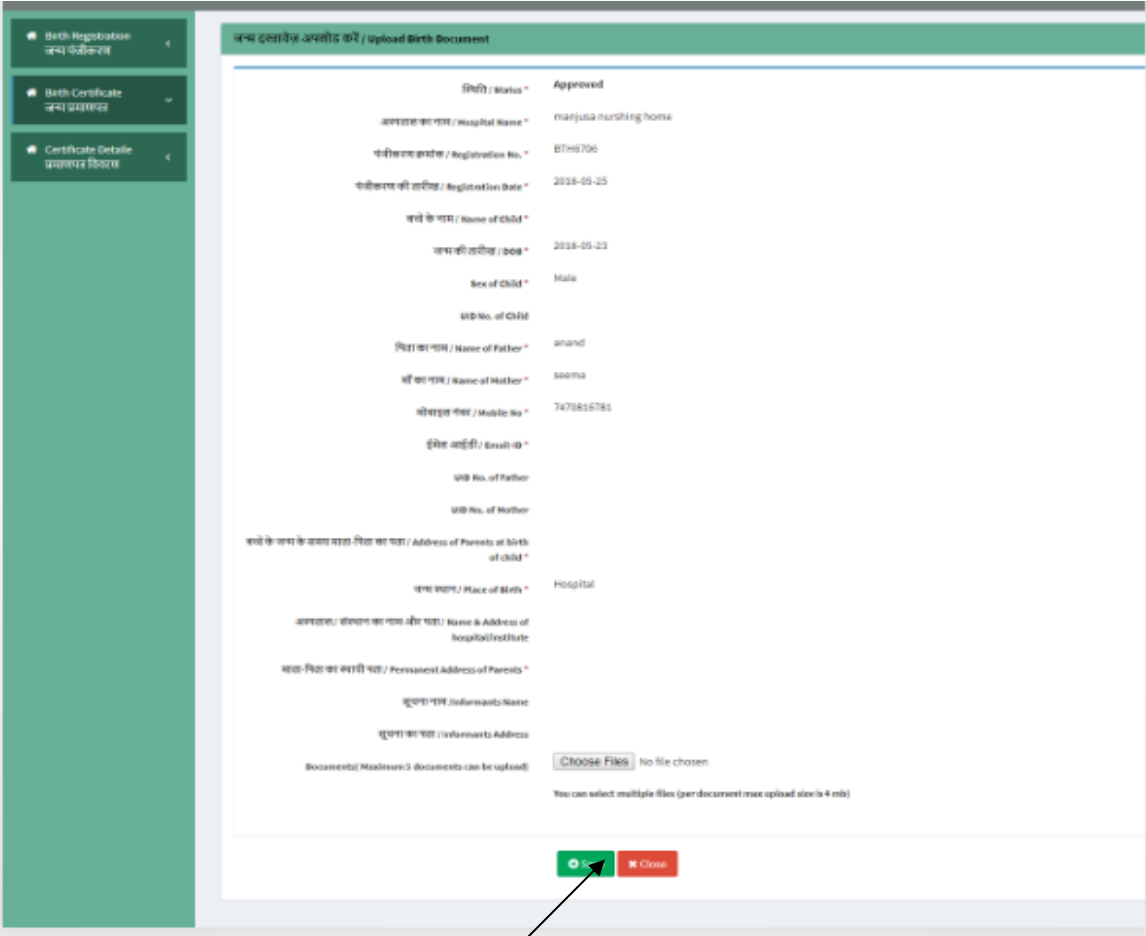 Birth Registration
जन्म पंजीकरण
Birth Certificate
जन्म प्रमाणपत्र
Certificate Details
प्रमाणपत्र विवरण
जन्म दस्तावेज़ अपलोड करें / Upload Birth Document
स्थिति / Status * Approved
अस्पताल का नाम / Hospital Name * manjusa nurshing home
पंजीकरण क्रमांक / Registration No. * BTH6706
पंजीकरण की तारीख / Registration Date * 2018-05-25
बच्चे के नाम / Name of Child *
जन्म की तारीख / DOB * 2018-05-23
Sex of Child * Male
UID No. of Child
पिता का नाम / Name of Father * anand
माँ का नाम / Name of Mother * seema
मोबाइल नंबर / Mobile No * 7470816781
ईमेल आईडी / Email-ID *
UID No. of Father
UID No. of Mother
बच्चे के जन्म के समय माता-पिता का पता / Address of Parents at birth
of child *
जन्म स्थान / Place of Birth * Hospital
अस्पताल / संस्थान का नाम और पता / Name & Address of
hospital/institute
माता-पिता का स्थायी पता / Permanent Address of Parents *
सूचना नाम /Informants Name
सूचना का पता /Informants Address
Documents( Maximum 5 documents can be upload) Choose Files No file chosen
You can select multiple files (per document max upload size is 4 mb)
Close